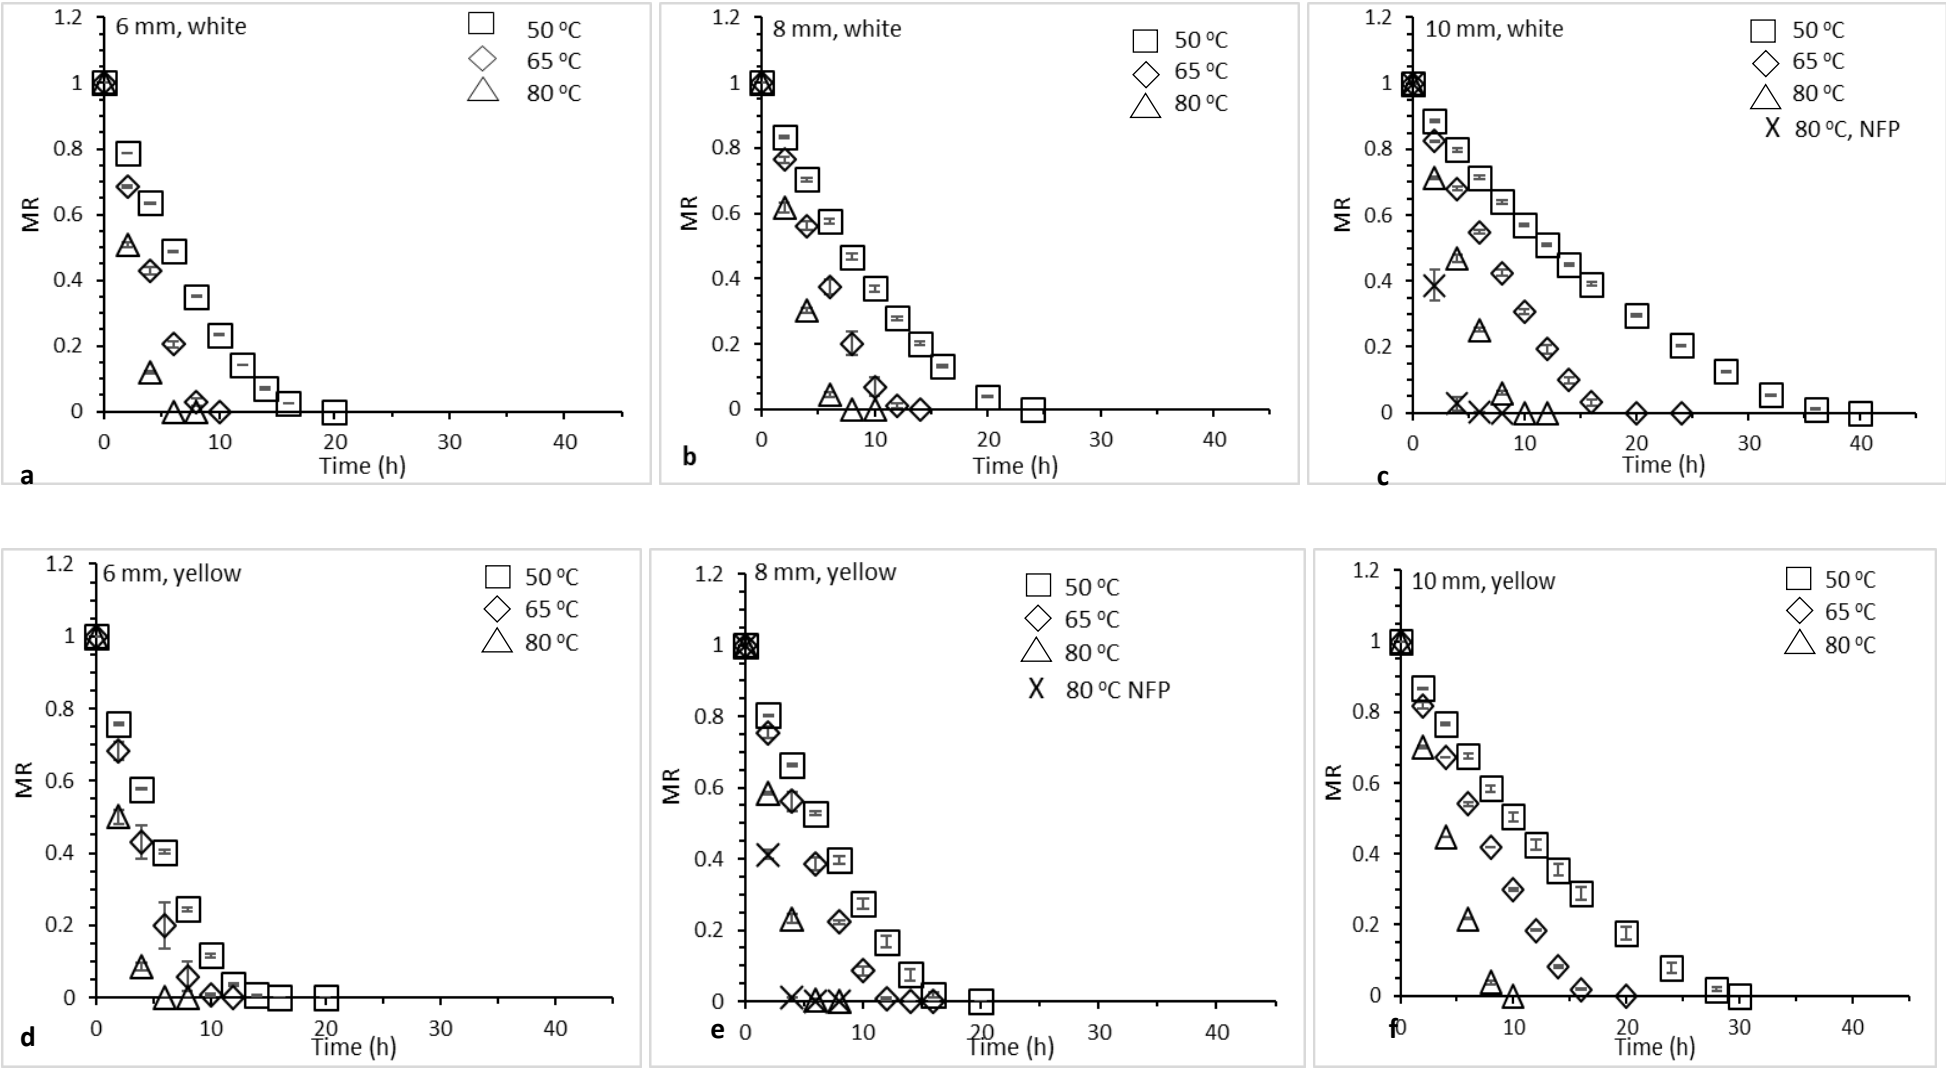 6 mm, white
50 ºC
65 ºC
80 ºC
1.2
1
0.8
0.6
0.4
0.2
0
MR
0 10 20 30 40
Time (h)
a
8 mm, white
50 ºC
65 ºC
80 ºC
1.2
1
0.8
0.6
0.4
0.2
0
MR
0 10 20 30 40
Time (h)
b
10 mm, white
50 ºC
65 ºC
80 ºC
80 ºC, NFP
1.2
1
0.8
0.6
0.4
0.2
0
MR
0 10 20 30 40
Time (h)
c
6 mm, yellow
50 ºC
65 ºC
80 ºC
1.2
1
0.8
0.6
0.4
0.2
0
MR
0 10 20 30 40
Time (h)
d
8 mm, yellow
50 ºC
65 ºC
80 ºC
80 ºC NFP
1.2
1
0.8
0.6
0.4
0.2
0
MR
0 10 20 30 40
Time (h)
e
10 mm, yellow
50 ºC
65 ºC
80 ºC
1.2
1
0.8
0.6
0.4
0.2
0
MR
0 10 20 30 40
Time (h)
f